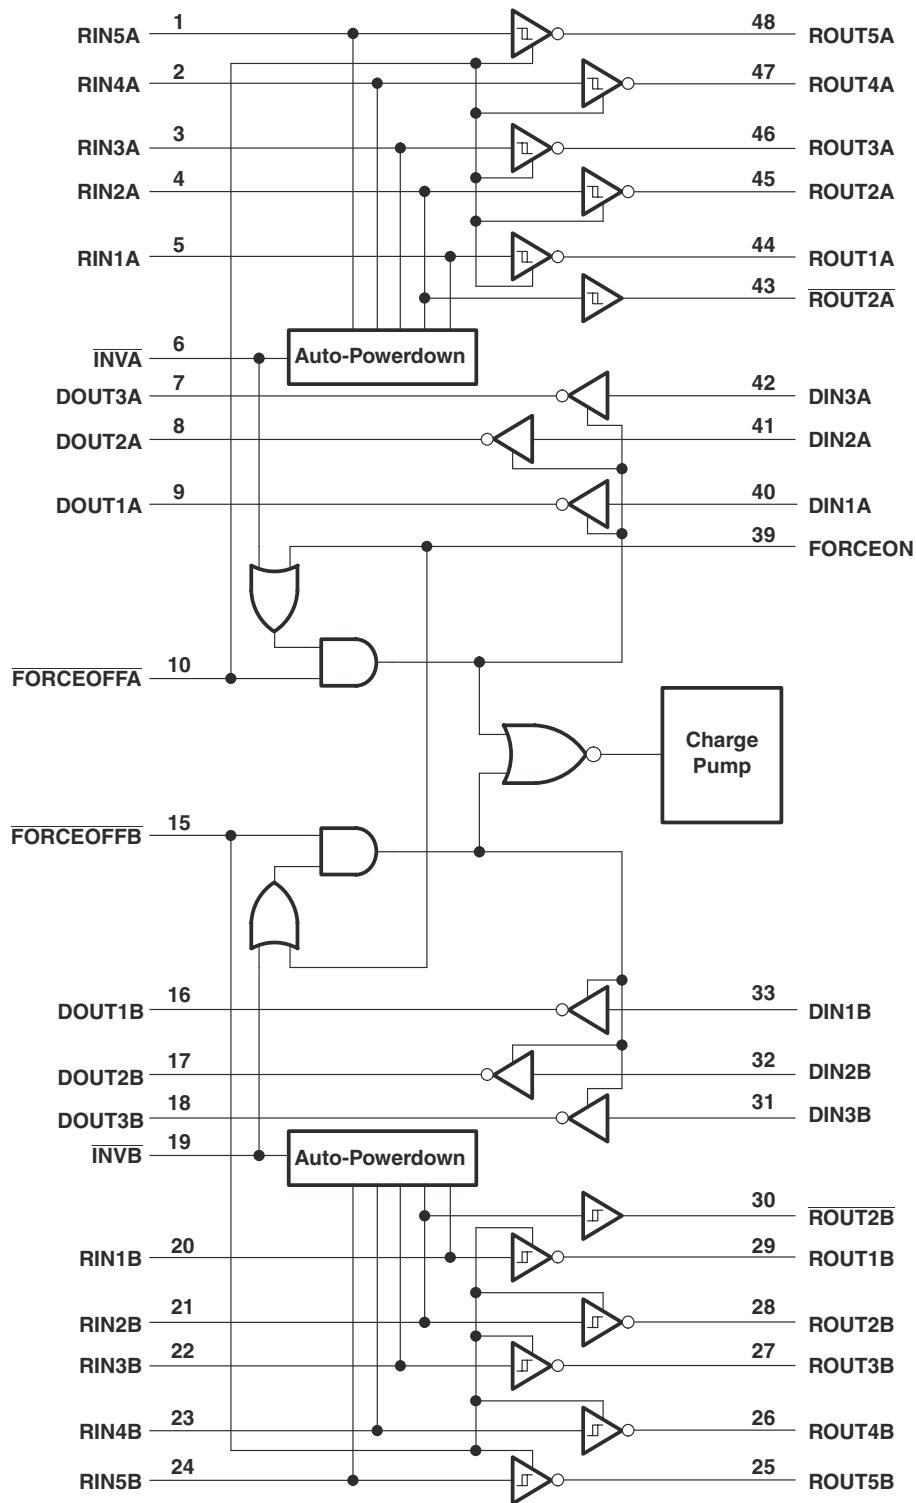 RIN5A 1 48 ROUT5A
RIN4A 2 47 ROUT4A
RIN3A 3 46 ROUT3A
RIN2A 4 45 ROUT2A
RIN1A 5 44 ROUT1A
43 ROUT2A
INVA 6 Auto-Powerdown
DOUT3A 7 42 DIN3A
DOUT2A 8 41 DIN2A
DOUT1A 9 40 DIN1A
39 FORCEON
FORCEOFFA 10
Charge
Pump
FORCEOFFB 15
DOUT1B 16 33 DIN1B
DOUT2B 17 32 DIN2B
DOUT3B 18 31 DIN3B
INVB 19 Auto-Powerdown
30 ROUT2B
RIN1B 20 29 ROUT1B
RIN2B 21 28 ROUT2B
RIN3B 22 27 ROUT3B
RIN4B 23 26 ROUT4B
RIN5B 24 25 ROUT5B